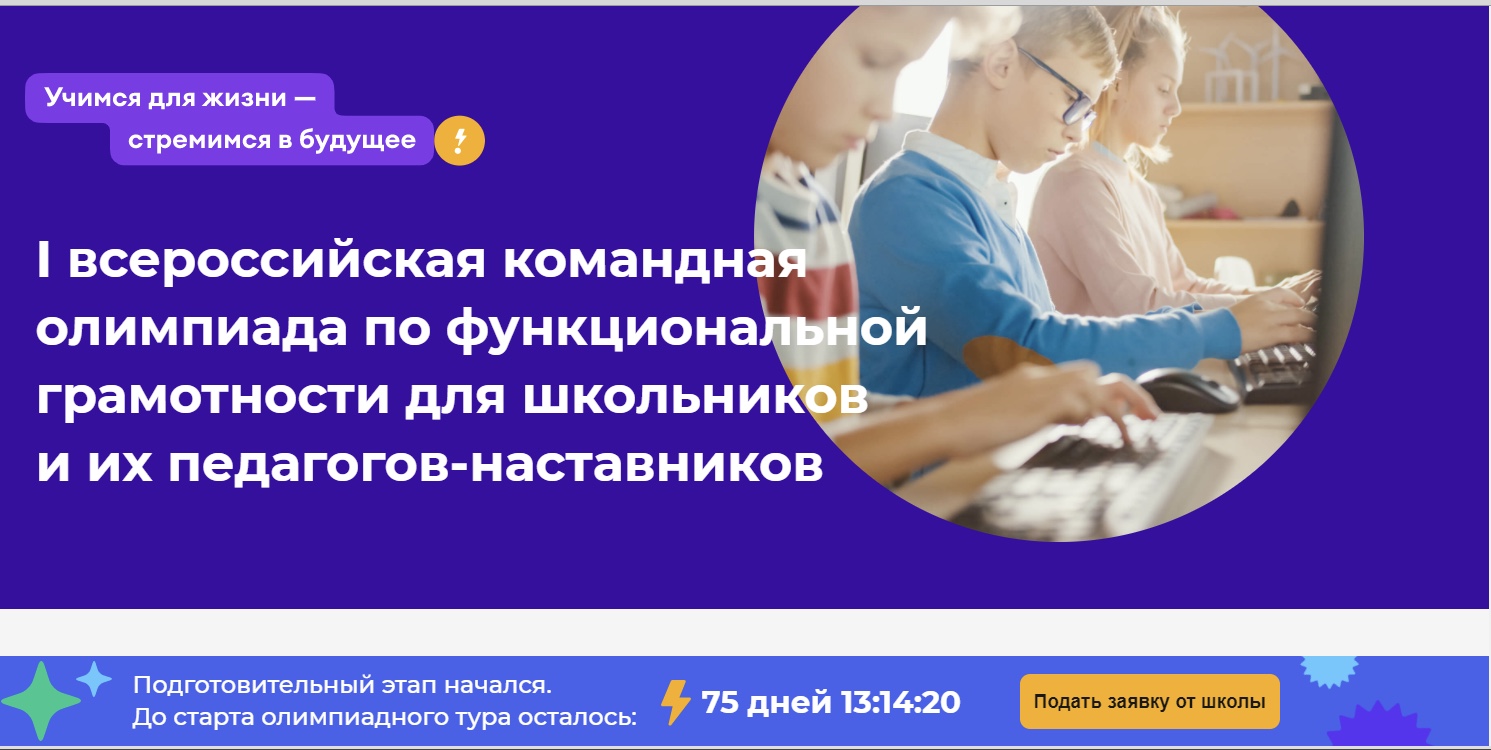 Учимся для жизни —
стремимся в будущее
I всероссийская командная
олимпиада по функциональной
грамотности для школьников
и их педагогов-наставников
Подготовительный этап начался.
До старта олимпиадного тура осталось:
75 дней 13:14:20
Подать заявку от школы